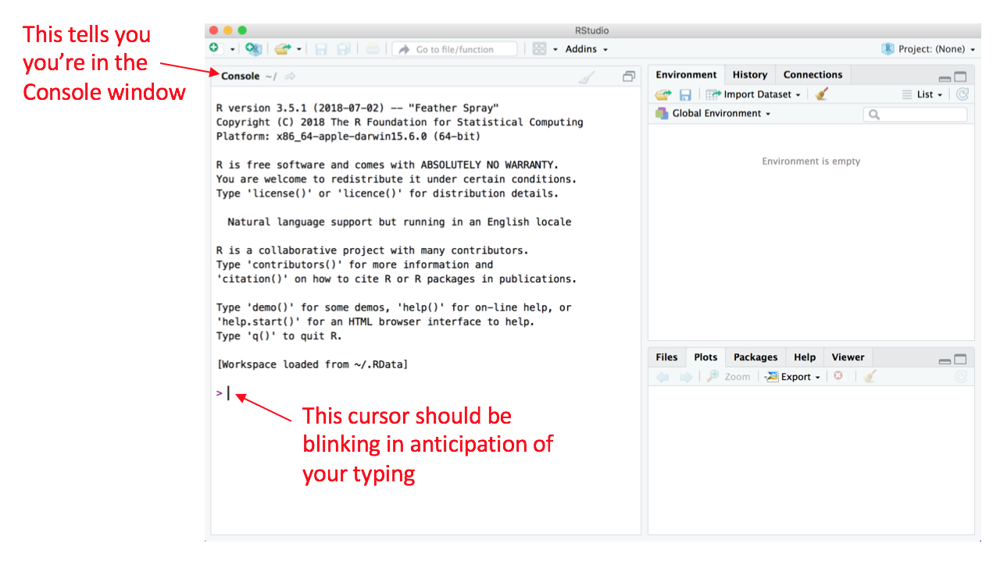 This tells you
you're in the
Console window
RStudio
Go to file/function
Addins
Project: (None)
Console ~/
R version 3.5.1 (2018-07-02) -- "Feather Spray"
Copyright (C) 2018 The R Foundation for Statistical Computing
Platform: x86_64-apple-darwin15.6.0 (64-bit)
R is free software and comes with ABSOLUTELY NO WARRANTY.
You are welcome to redistribute it under certain conditions.
Type 'license()' or 'licence()' for distribution details.
Natural language support but running in an English locale
R is a collaborative project with many contributors.
Type 'contributors()' for more information and
'citation()' on how to cite R or R packages in publications.
Type 'demo()' for some demos, 'help()' for on-line help, or
'help.start()' for an HTML browser interface to help.
Type 'q()' to quit R.
[Workspace loaded from ~/.RData]
>
This cursor should be
blinking in anticipation of
your typing
Environment History Connections
Import Dataset List
Global Environment
Environment is empty
Files Plots Packages Help Viewer
Zoom Export